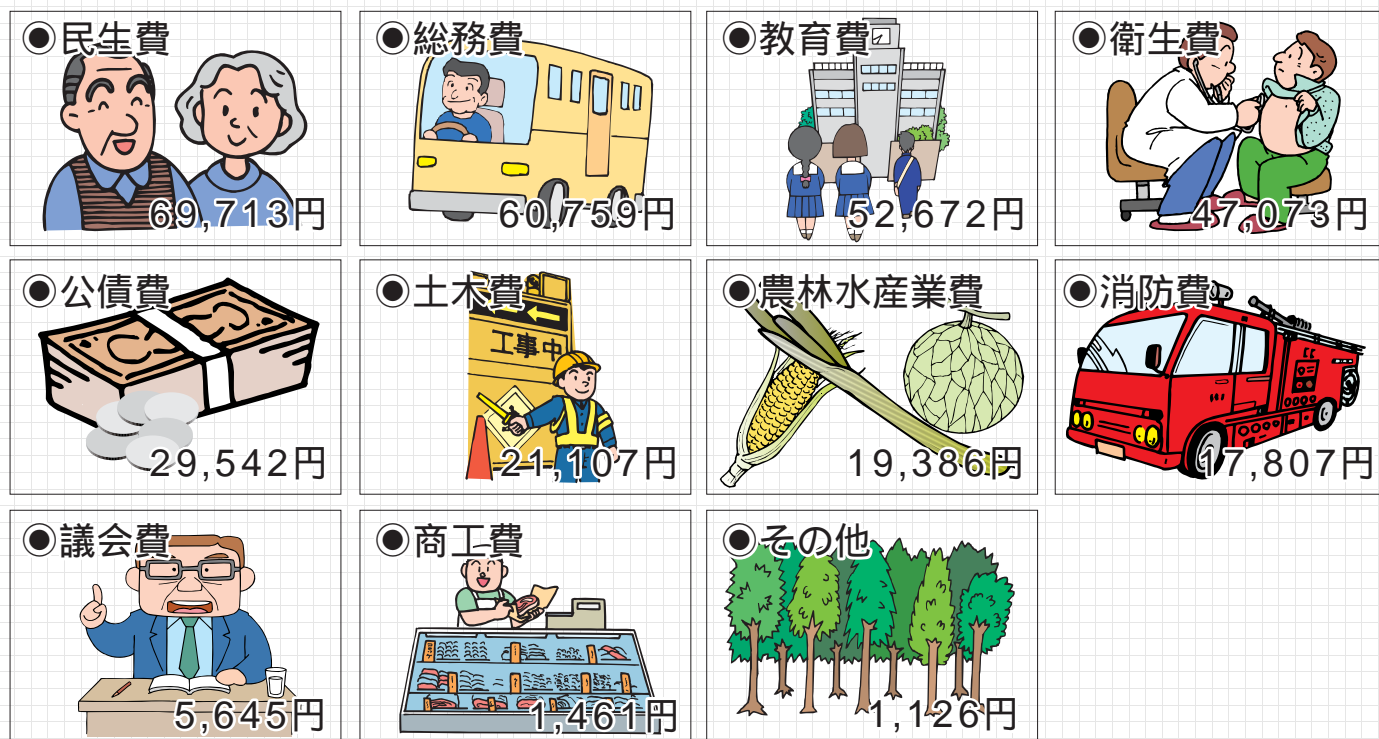 ◉民生費
69,713円
◉総務費
60,759円
◉教育費
52,672円
◉衛生費
47,073円
◉公債費
29,542円
◉土木費
工事中
21,107円
◉農林水産業費
19,386円
◉消防費
17,807円
◉議会費
5,645円
◉商工費
1,461円
◉その他
1,126円